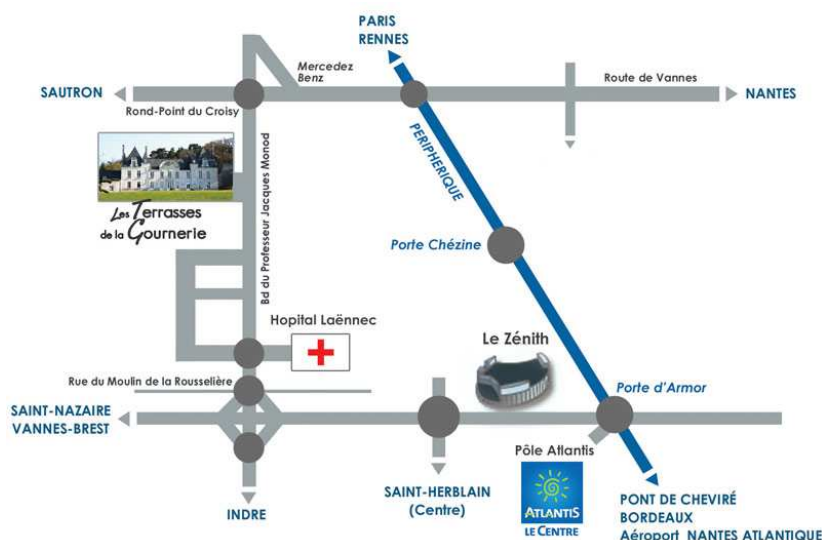 PARIS
RENNES
Mercedez
Benz
Route de Vannes
SAUTRON
NANTES
Rond-Point du Croisy
PERIPHERIQUE
Bd du Professeur Jacques Monod
Les Terrasses
de la Gournerie
Porte Chézine
Hopital Laënnec
Le Zénith
Rue du Moulin de la Rousselière
Porte d'Armor
SAINT-NAZAIRE
VANNES-BREST
Pôle Atlantis
SAINT-HERBLAIN
(Centre)
INDRE
ATLANTIS
LE CENTRE
PONT DE CHEVIRÉ
BORDEAUX
Aéroport NANTES ATLANTIQUE